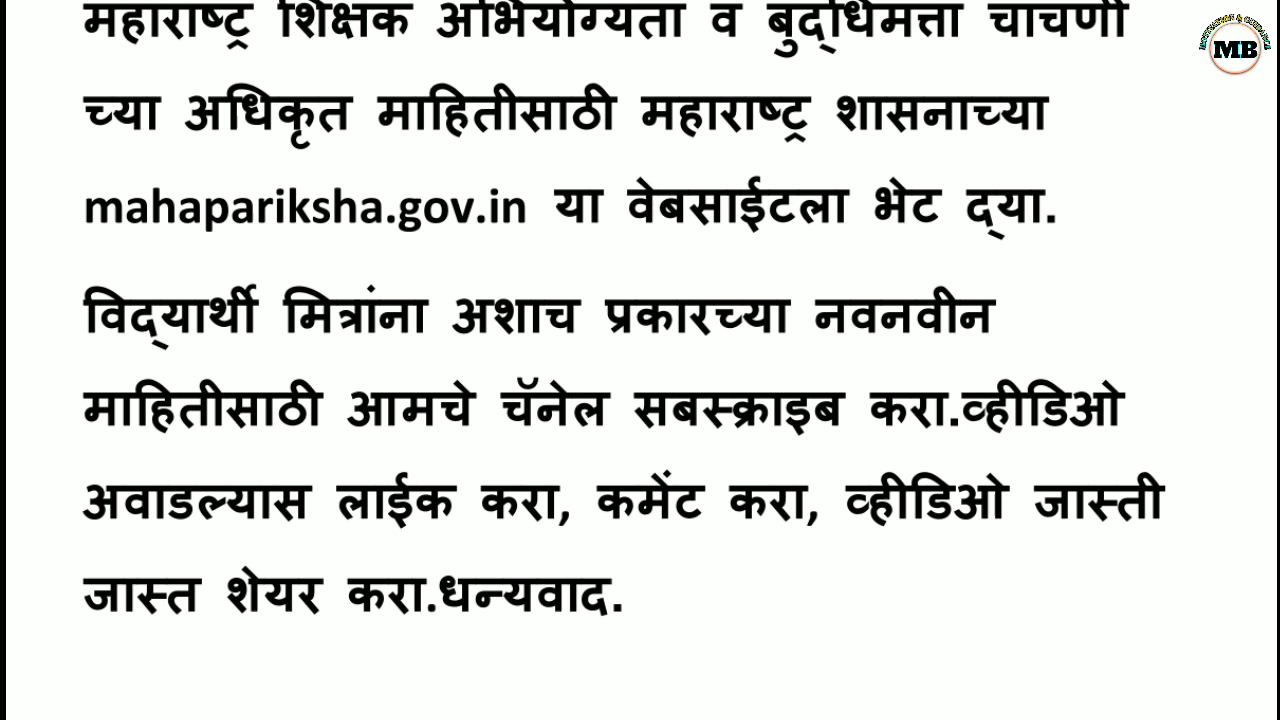 महाराष्ट्र शिक्षक अभियोग्यता व बुद्धिमत्ता चाचणी
च्या अधिकृत माहितीसाठी महाराष्ट्र शासनाच्या
mahapariksha.gov.in या वेबसाईटला भेट द्‌या.
विद्‌यार्थी मित्रांना अशाच प्रकारच्या नवनवीन
माहितीसाठी आमचे चॅनेल सबस्क्राइब करा.व्हीडिओ
अवाडल्यास लाईक करा, कमेंट करा, व्हीडिओ जास्ती
जास्त शेयर करा.धन्यवाद.
MB